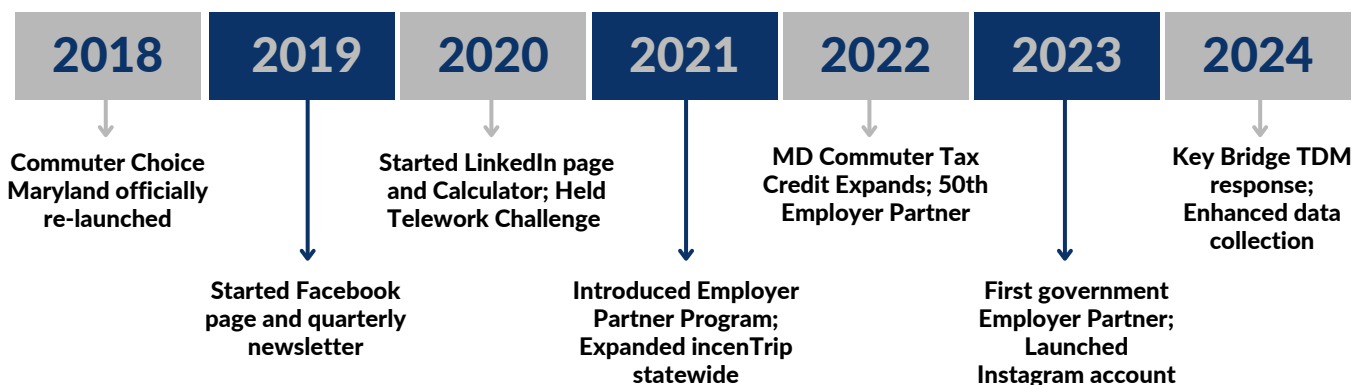 2018
2019
2020
2021
2022
2023
2024
Commuter Choice
Maryland officially
re-launched
Started Facebook
page and quarterly
newsletter
Started LinkedIn page
and Calculator; Held
Telework Challenge
Introduced Employer
Partner Program;
Expanded incenTrip
statewide
MD Commuter Tax
Credit Expands; 50th
Employer Partner
First government
Employer Partner;
Launched
Instagram account
Key Bridge TDM
response;
Enhanced data
collection